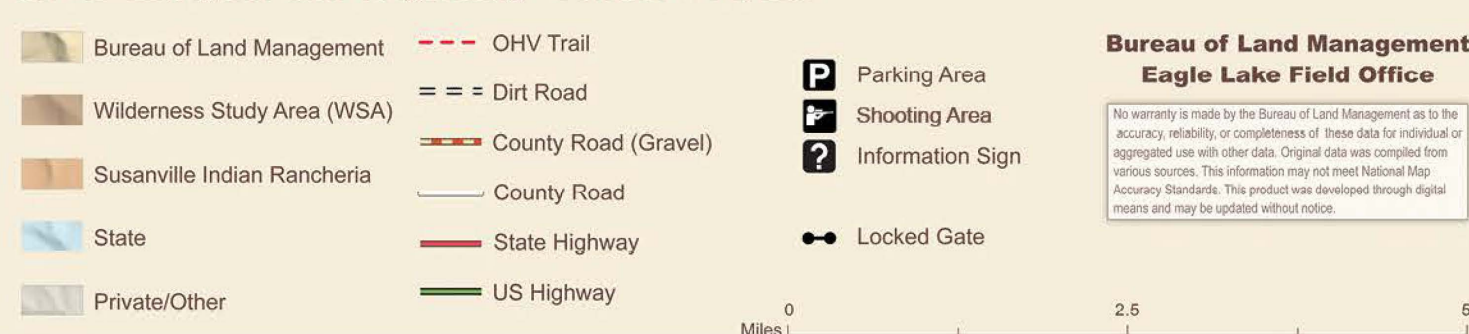 Bureau of Land Management
Wilderness Study Area (WSA)
Susanville Indian Rancheria
State
Private/Other
OHV Trail
Dirt Road
County Road (Gravel)
County Road
State Highway
US Highway
P Parking Area
Shooting Area
? Information Sign
Locked Gate
Bureau of Land Management
Eagle Lake Field Office
No warranty is made by the Bureau of Land Management as to the
accuracy, reliability, or completeness of these data for individual or
aggregated use with other data. Original data was compiled from
various sources. This information may not meet National Map
Accuracy Standards. This product was developed through digital
means and may be updated without notice.
0 2.5 5
Miles